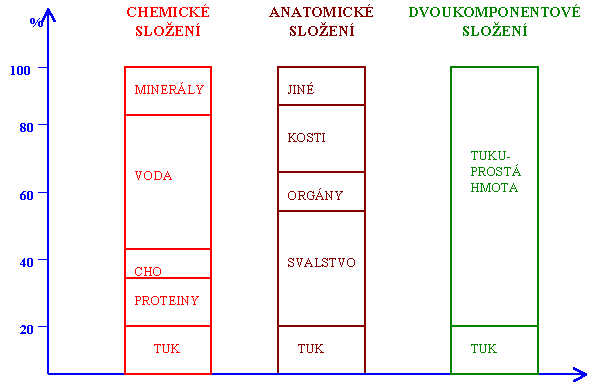 %
CHEMICKÉ
SLOŽENÍ
ANATOMICKÉ
SLOŽENÍ
DVOUKOMPONENTOVÉ
SLOŽENÍ
100
80
60
40
20
MINERÁLY
VODA
CHO
PROTEINY
TUK
JINÉ
KOSTI
ORGÁNY
SVALSTVO
TUK
TUKU-
PROSTÁ
HMOTA
TUK